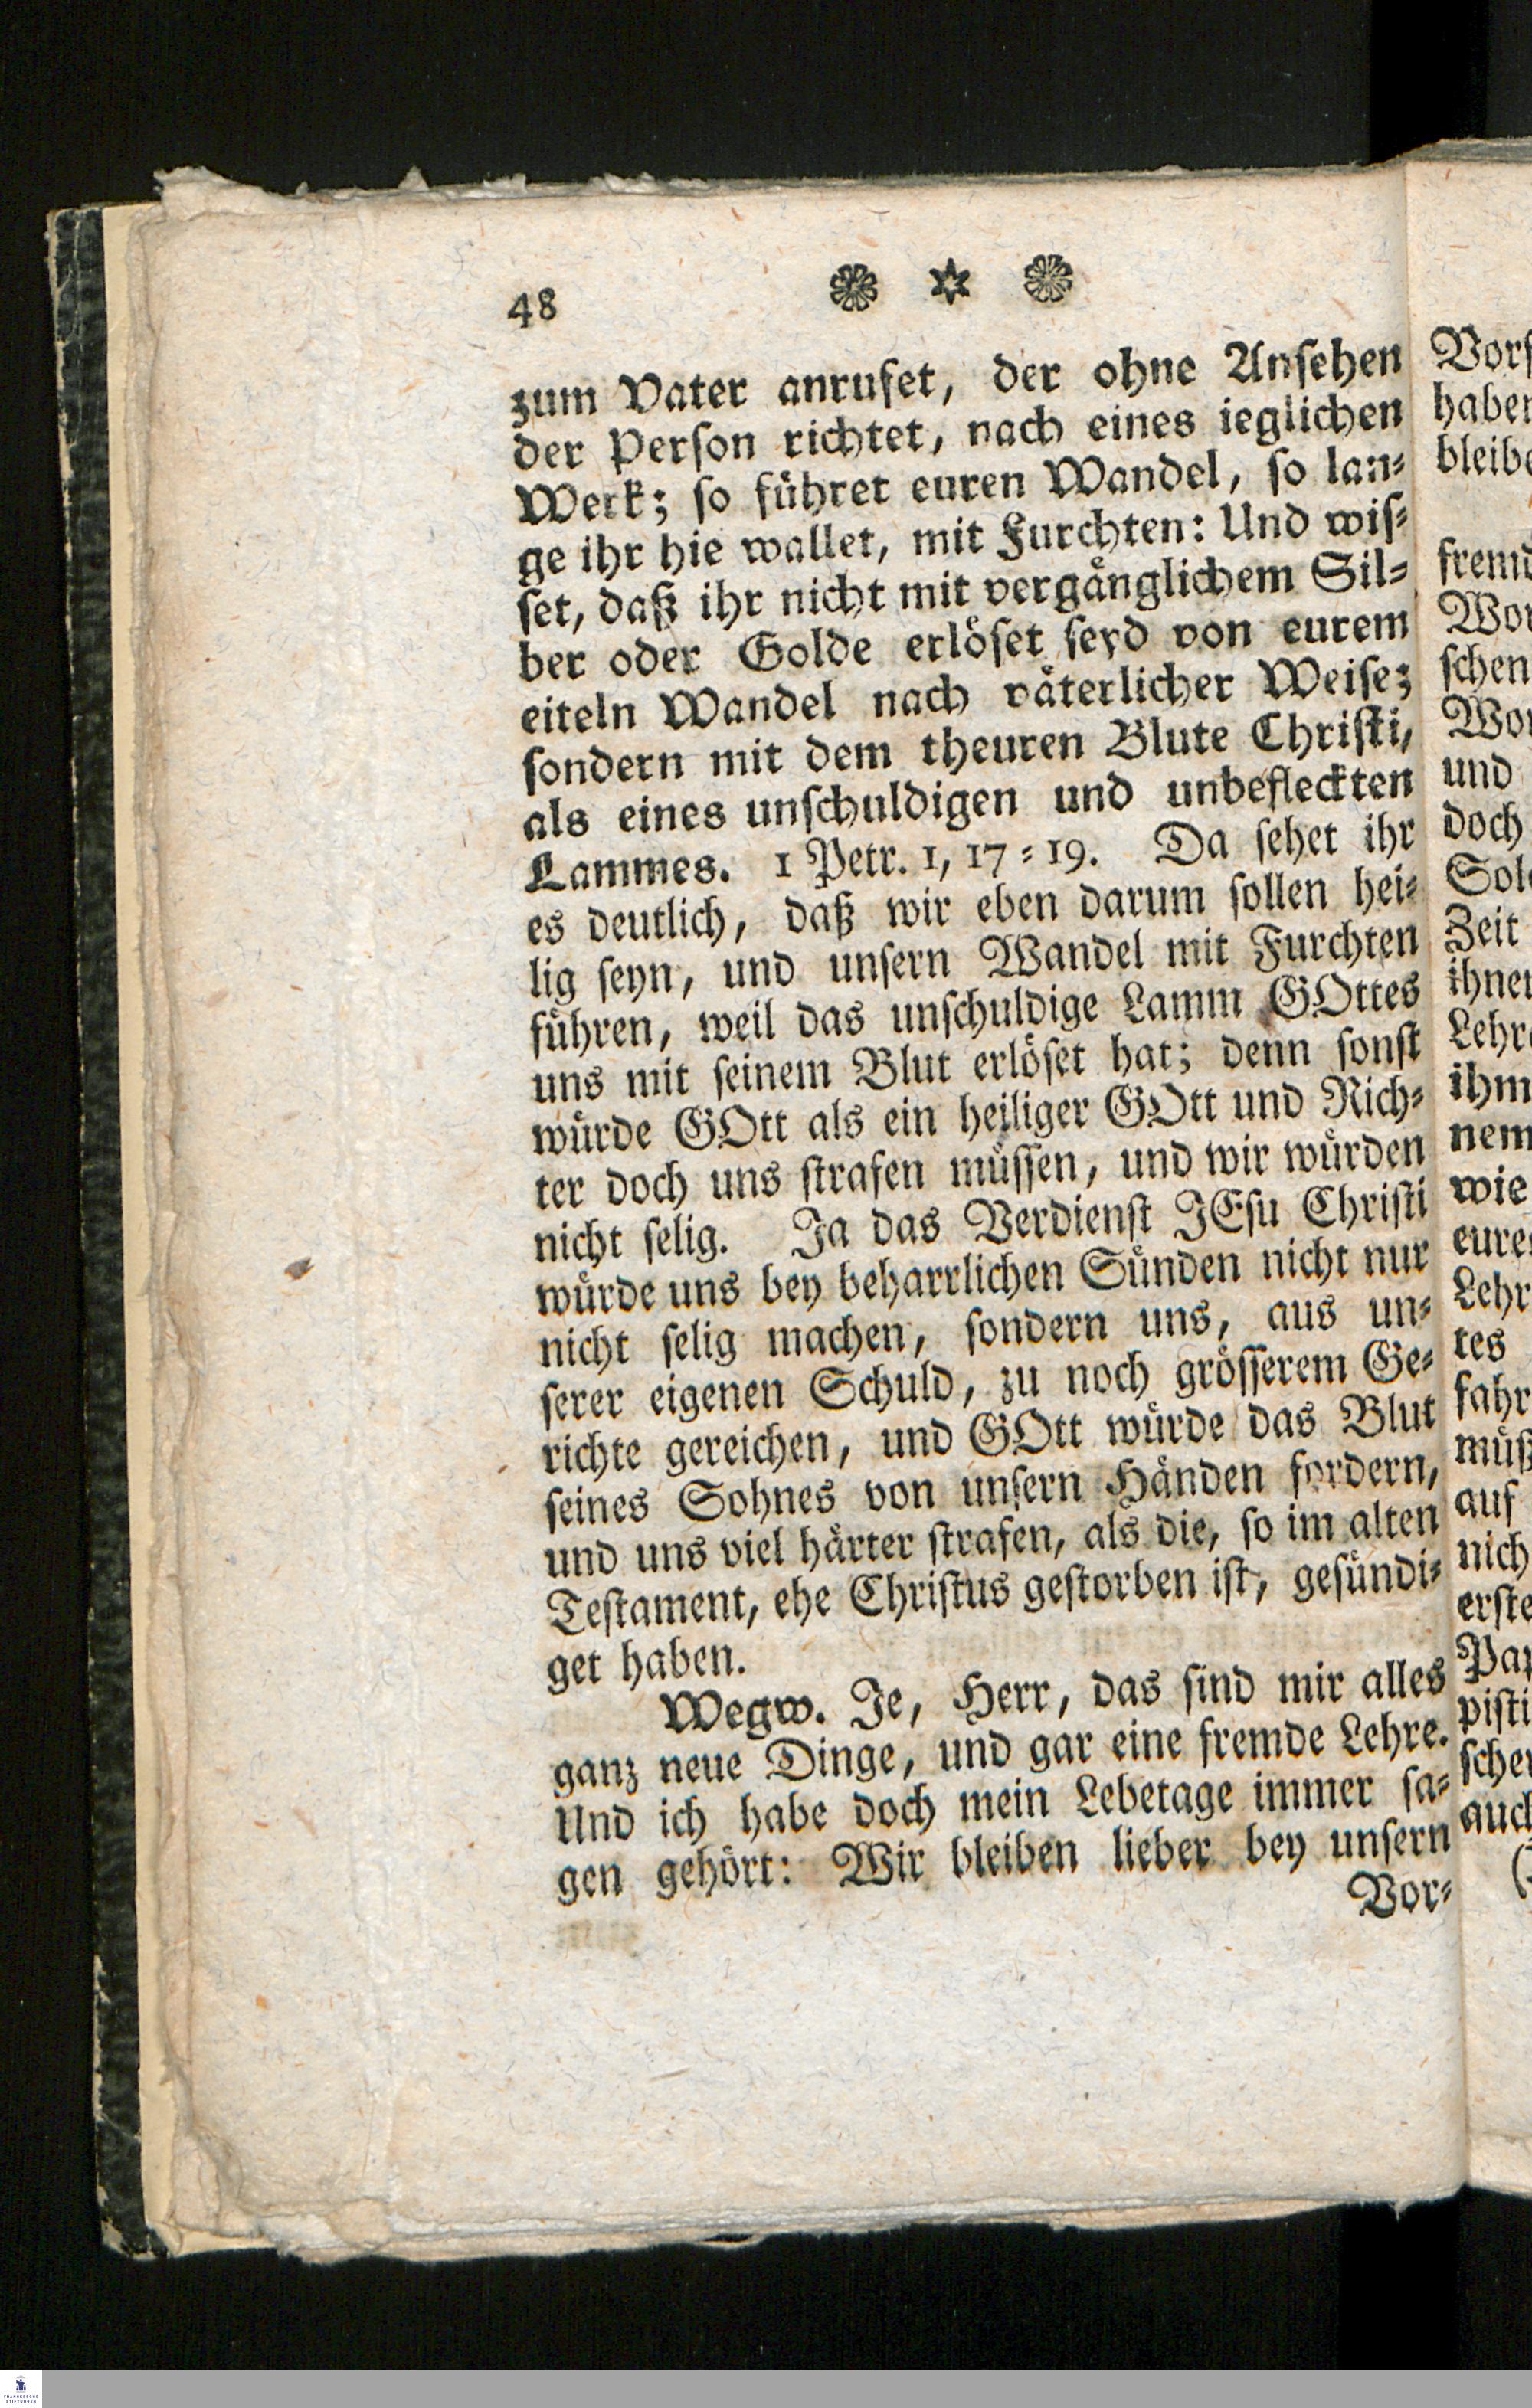 48
zum Vater anrufet, der ohne Anſehen
der Perſon richtet, nach eines ieglichen
Werk; ſo führet euren Wandel, ſo lan⸗
ge ihr hie wallet, mit Furchten: Und wiſ⸗
ſet, daß ihr nicht mit vergänglichem Sil⸗
ber oder Golde erlöſet ſeyd von eurem
eiteln Wandel nach väterlicher Weiſe;
ſondern mit dem theuren Blute Chriſti,
als eines unſchuldigen und unbefleckten
Lammes. 1 Petr. 1, 17⸗19. Da ſehet ihr
es deutlich, daß wir eben darum ſollen hei⸗
lig ſeyn, und unſern Wandel mit Furchten
führen, weil das unſchuldige Lamm GOttes
uns mit ſeinem Blut erlöſet hat; denn ſonſt
würde GOtt als ein heiliger GOtt und Rich⸗
ter doch uns ſtrafen müſſen, und wir würden
nicht ſelig. Ja das Verdienſt JEſu Chriſti
würde uns bey beharrlichen Sünden nicht nur
nicht ſelig machen, ſondern uns, aus un⸗
ſerer eigenen Schuld, zu noch gröſſerem Ge⸗
richte gereichen, und GOtt würde das Blut
ſeines Sohnes von unſern Händen fordern,
und uns viel härter ſtrafen, als die, ſo im alten
Teſtament, ehe Chriſtus geſtorben iſt, geſündi⸗
get haben.
Wegw. Je, Herr, das ſind mir alles
ganz neue Dinge, und gar eine fremde Lehre.
Und ich habe doch mein Lebetage immer ſa⸗
gen gehört: Wir bleiben lieber bey unſern
Vor⸗
und
doch
Zeit
ihm
wie
tes
auf
FRANCKESCHE
STIFTUNGEN